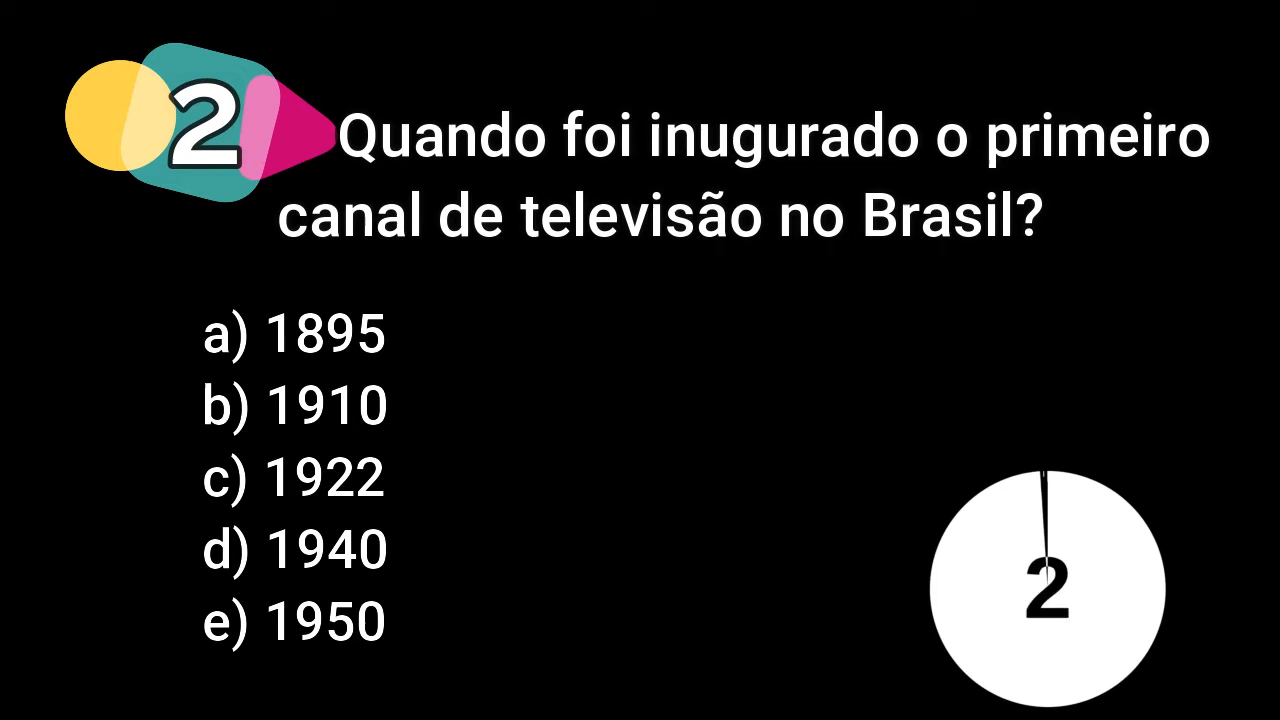 2
Quando foi inugurado o primeiro
canal de televisão no Brasil?
a) 1895
b) 1910
c) 1922
d) 1940
e) 1950
2